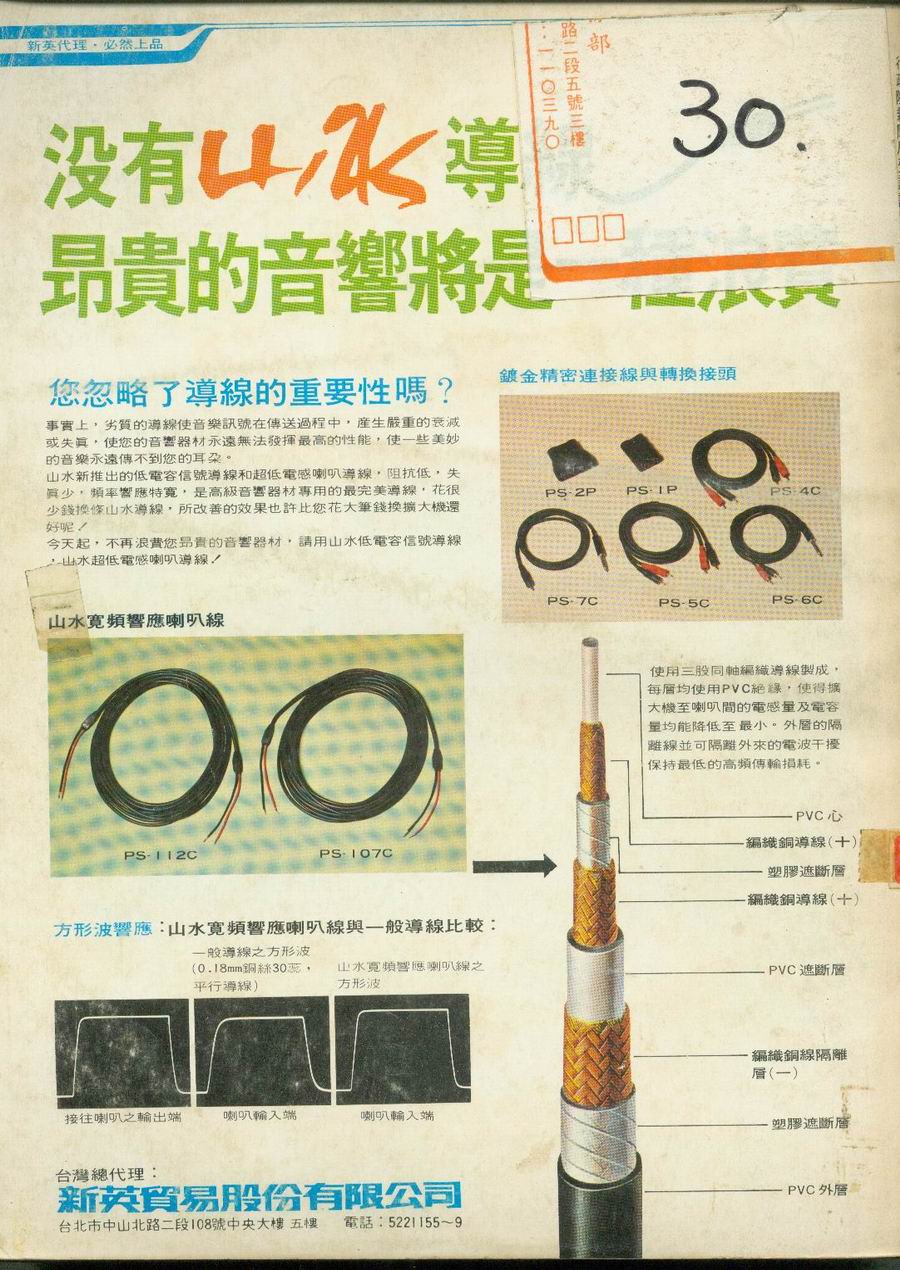 新英代理・必然上品
部
路二段五號三樓
一一〇三九〇
30.
没有山水導
昻貴的音響將是
您忽略了導線的重要性嗎？
事實上，劣質的導線使音樂訊號在傳送過程中，産生嚴重的衰減
或失眞，使您的音響器材永遠無法發揮最高的性能，使一些美妙
的音樂永遠傳不到您的耳朶。
山水新推出的低電容信號導線和超低電感喇叭導線，阻抗低，失
眞少，頻率響應特寬，是高級音響器材專用的最完美導線，花很
少錢換條山水導線，所改善的效果也許比您花大筆錢換擴大機還
好呢！
今天起，不再浪費您昻貴的音響器材，請用山水低電容信號導線
，山水超低電感喇叭導線！
鍍金精密連接線與轉換接頭
PS-2P PS-1P PS-4C
PS-7C PS-5C PS-6C
山水寬頻響應喇叭線
PS-112C PS-107C
使用三股同軸編織導線製成，
每層均使用PVC絕緣，使得擴
大機至喇叭間的電感量及電容
量均能降低至最小。外層的隔
離線並可隔離外來的電波干擾
保持最低的高頻傳輸損耗。
PVC心
編織銅導線(十)
塑膠遮斷層
編織銅導線(十)
PVC遮斷層
編織銅線隔離
層(一)
塑膠遮斷層
PVC外層
方形波響應：山水寬頻響應喇叭線與一般導線比較：
一般導線之方形波
(0.18mm銅絲30蕊，
平行導線)
山水寬頻響應喇叭線之
方形波
接往喇叭之輸出端
喇叭輸入端
喇叭輸入端
台灣總代理：
新英貿易股份有限公司
台北市中山北路二段108號中央大樓 五樓 電話：5221155～9